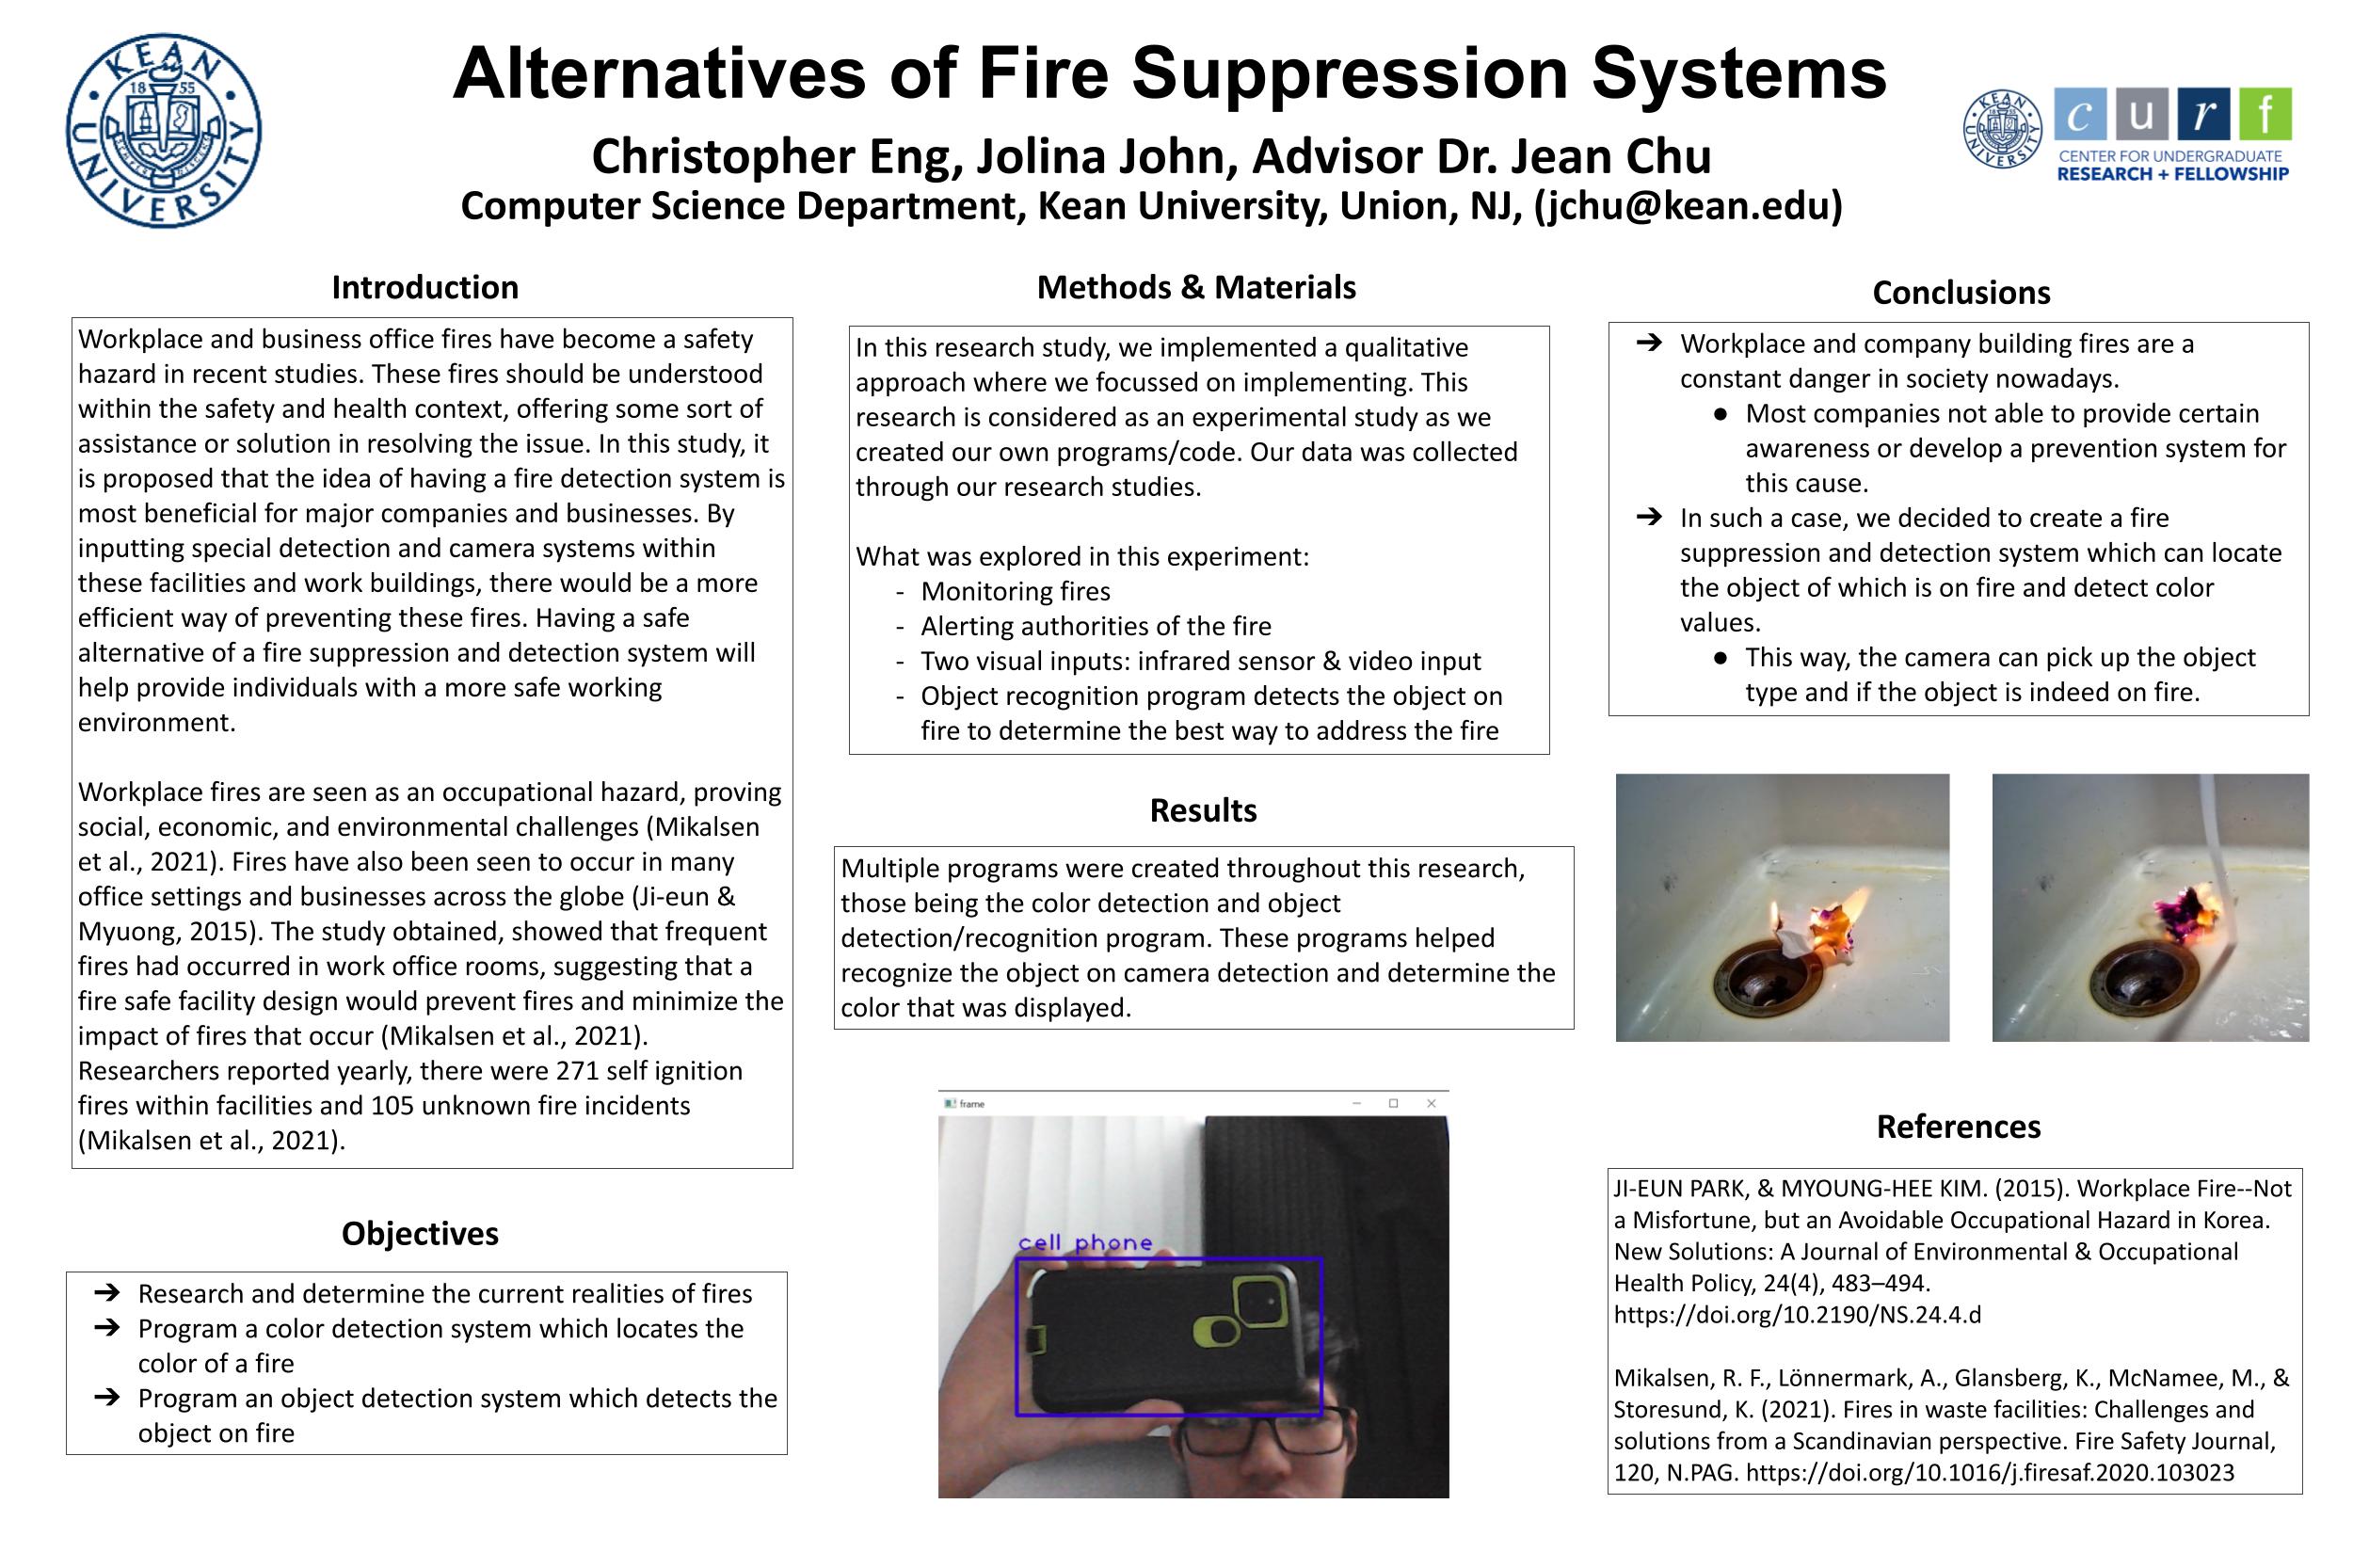 KEAN UNIVERSITY
18 55
Alternatives of Fire Suppression Systems
Christopher Eng, Jolina John, Advisor Dr. Jean Chu
Computer Science Department, Kean University, Union, NJ, (jchu@kean.edu)
KEAN UNIVERSITY
curf
CENTER FOR UNDERGRADUATE
RESEARCH + FELLOWSHIP
Introduction
Workplace and business office fires have become a safety
hazard in recent studies. These fires should be understood
within the safety and health context, offering some sort of
assistance or solution in resolving the issue. In this study, it
is proposed that the idea of having a fire detection system is
most beneficial for major companies and businesses. By
inputting special detection and camera systems within
these facilities and work buildings, there would be a more
efficient way of preventing these fires. Having a safe
alternative of a fire suppression and detection system will
help provide individuals with a more safe working
environment.
Workplace fires are seen as an occupational hazard, proving
social, economic, and environmental challenges (Mikalsen
et al., 2021). Fires have also been seen to occur in many
office settings and businesses across the globe (Ji-eun &
Myuong, 2015). The study obtained, showed that frequent
fires had occurred in work office rooms, suggesting that a
fire safe facility design would prevent fires and minimize the
impact of fires that occur (Mikalsen et al., 2021).
Researchers reported yearly, there were 271 self ignition
fires within facilities and 105 unknown fire incidents
(Mikalsen et al., 2021).
Objectives
➔ Research and determine the current realities of fires
➔ Program a color detection system which locates the
color of a fire
➔ Program an object detection system which detects the
object on fire
Methods & Materials
In this research study, we implemented a qualitative
approach where we focussed on implementing. This
research is considered as an experimental study as we
created our own programs/code. Our data was collected
through our research studies.
What was explored in this experiment:
- Monitoring fires
- Alerting authorities of the fire
- Two visual inputs: infrared sensor & video input
- Object recognition program detects the object on
fire to determine the best way to address the fire
Results
Multiple programs were created throughout this research,
those being the color detection and object
detection/recognition program. These programs helped
recognize the object on camera detection and determine the
color that was displayed.
frame
cell phone
Conclusions
➔ Workplace and company building fires are a
constant danger in society nowadays.
● Most companies not able to provide certain
awareness or develop a prevention system for
this cause.
➔ In such a case, we decided to create a fire
suppression and detection system which can locate
the object of which is on fire and detect color
values.
● This way, the camera can pick up the object
type and if the object is indeed on fire.
References
JI-EUN PARK, & MYOUNG-HEE KIM. (2015). Workplace Fire--Not
a Misfortune, but an Avoidable Occupational Hazard in Korea.
New Solutions: A Journal of Environmental & Occupational
Health Policy, 24(4), 483–494.
https://doi.org/10.2190/NS.24.4.d
Mikalsen, R. F., Lönnermark, A., Glansberg, K., McNamee, M., &
Storesund, K. (2021). Fires in waste facilities: Challenges and
solutions from a Scandinavian perspective. Fire Safety Journal,
120, N.PAG. https://doi.org/10.1016/j.firesaf.2020.103023